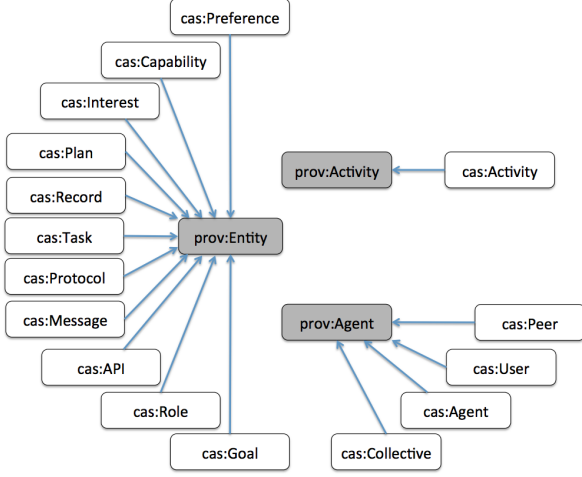 cas:Preference
cas:Capability
cas:Interest
cas:Plan
cas:Record
cas:Task
prov:Entity
cas:Protocol
cas:Message
cas:API
cas:Role
cas:Goal
prov:Activity
cas:Activity
prov:Agent
cas:Peer
cas:User
cas:Agent
cas:Collective